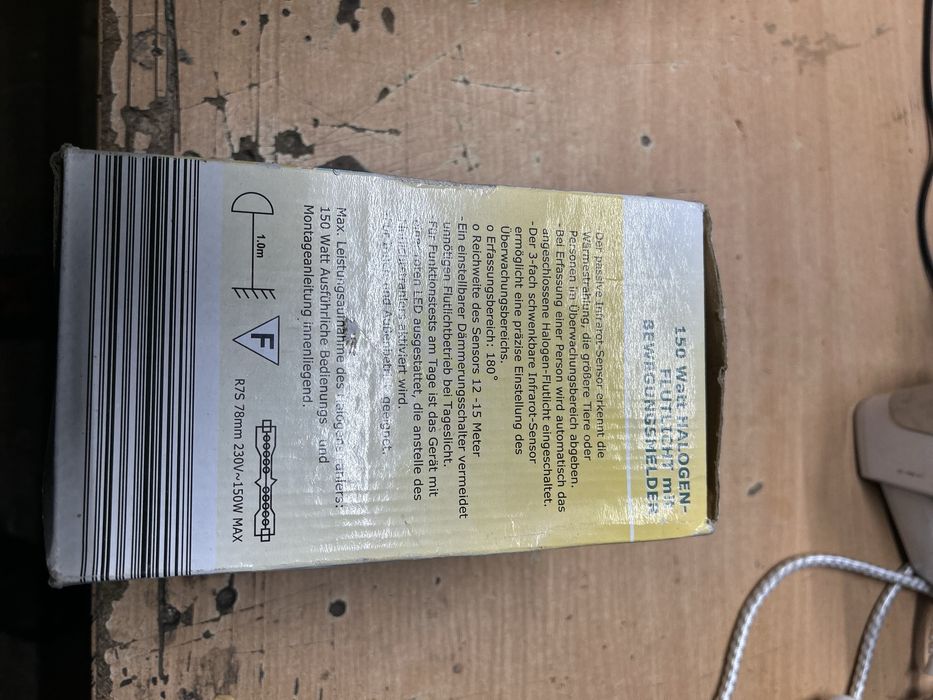 150 Watt HALOGEN-
FLUTLICHT mit
BEWEGUNGSSMELDER
Der passive Infrarot-Sensor erkennt die
Wärmestrahlung, die größere Tiere oder
Personen im Überwachungsbereich abgeben.
-Bei Erfassung einer Person wird automatisch das
angeschlossene Halogen-Flutlicht eingeschaltet.
-Der 3-fach schwenkbare Infrarot-Sensor
ermöglicht eine präzise Einstellung des
Überwachungsbereichs.
o Erfassungsbereich: 180°
o Reichweite des Sensors 12 -15 Meter
-Ein einstellbarer Dämmerungsschalter vermeidet
unnötigen Flutlichtbetrieb bei Tageslicht.
-Für Funktionstests am Tage ist das Gerät mit
LED ausgestaltet, die anstelle des
aktiviert wird.
und Außenbetrieb geeignet.
Max. Leistungsaufnahme des Halogenstrahlers:
150 Watt Ausführliche Bedienungs - und
Montageanleitung innenliegend.
1.0m
F
R7S 78mm 230V~150W MAX